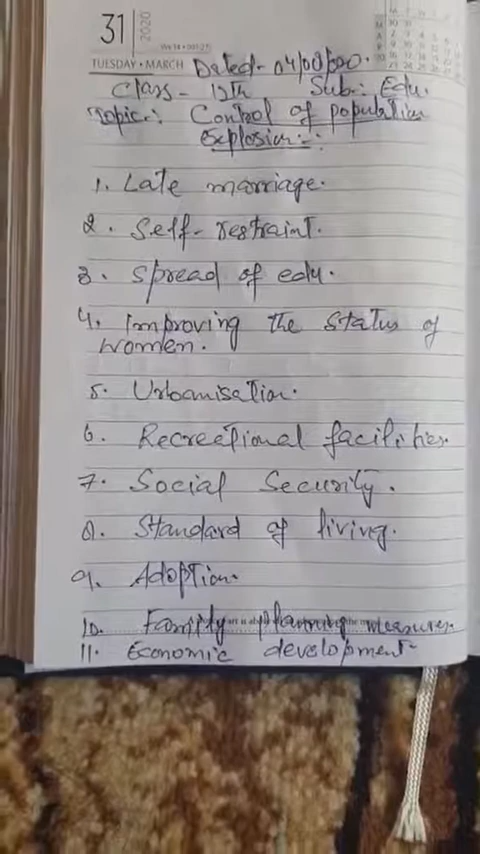 31
2020
TUESDAY • MARCH Dated- 04/08/020.
Class- 12th Sub:: Edu.
Topic:: Control of population
explosion::
1. Late marriage.
2. Self-restraint.
3. Spread of edu.
4. Improving the status of
women.
5. Urbanisation.
6. Recreational facilities.
7. Social Security.
8. Standard of living.
9. Adoption.
10. Family planning measures.
11. Economic development